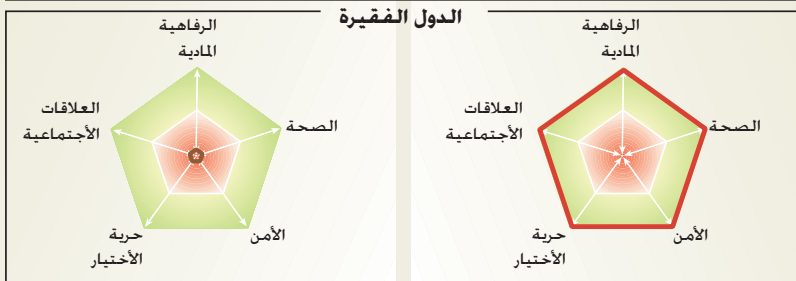 الدول الفقيرة
الرفاهية
المادية
الصحة
الأمن
حرية
الأختيار
العلاقات
الأجتماعية
الرفاهية
المادية
الصحة
الأمن
حرية
الأختيار
العلاقات
الأجتماعية